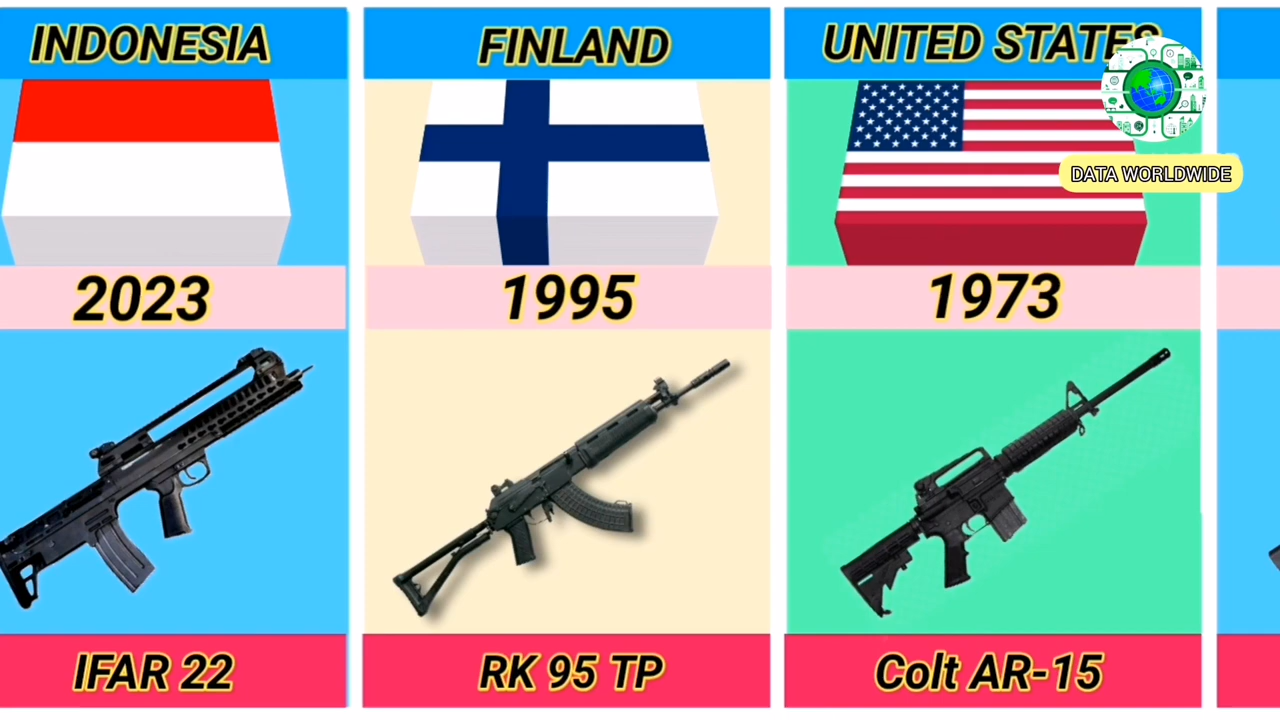 INDONESIA
FINLAND
UNITED STATES
DATA WORLDWIDE
2023
1995
1973
IFAR 22
RK 95 TP
Colt AR-15